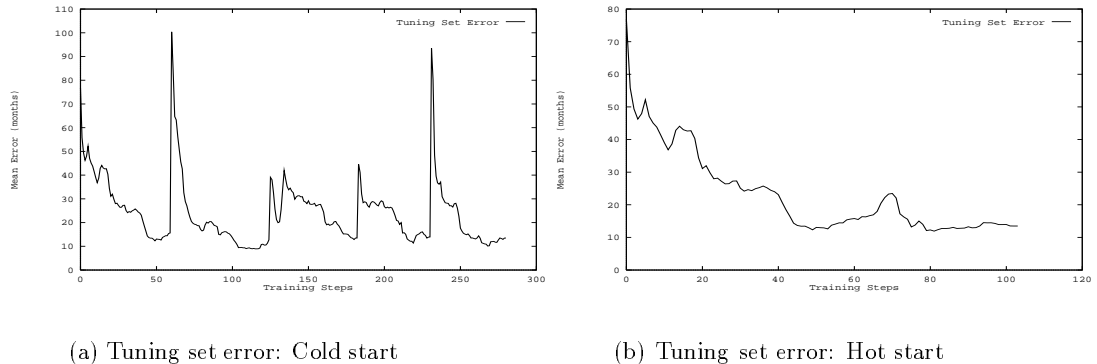 110
100
90
80
70
60
50
40
30
20
10
0
Mean Error (months)
Tuning Set Error
0 50 100 150 200 250 300
Training Steps
80
70
60
50
40
30
20
10
0
Mean Error (months)
Tuning Set Error
0 20 40 60 80 100 120
Training Steps
(a) Tuning set error: Cold start
(b) Tuning set error: Hot start